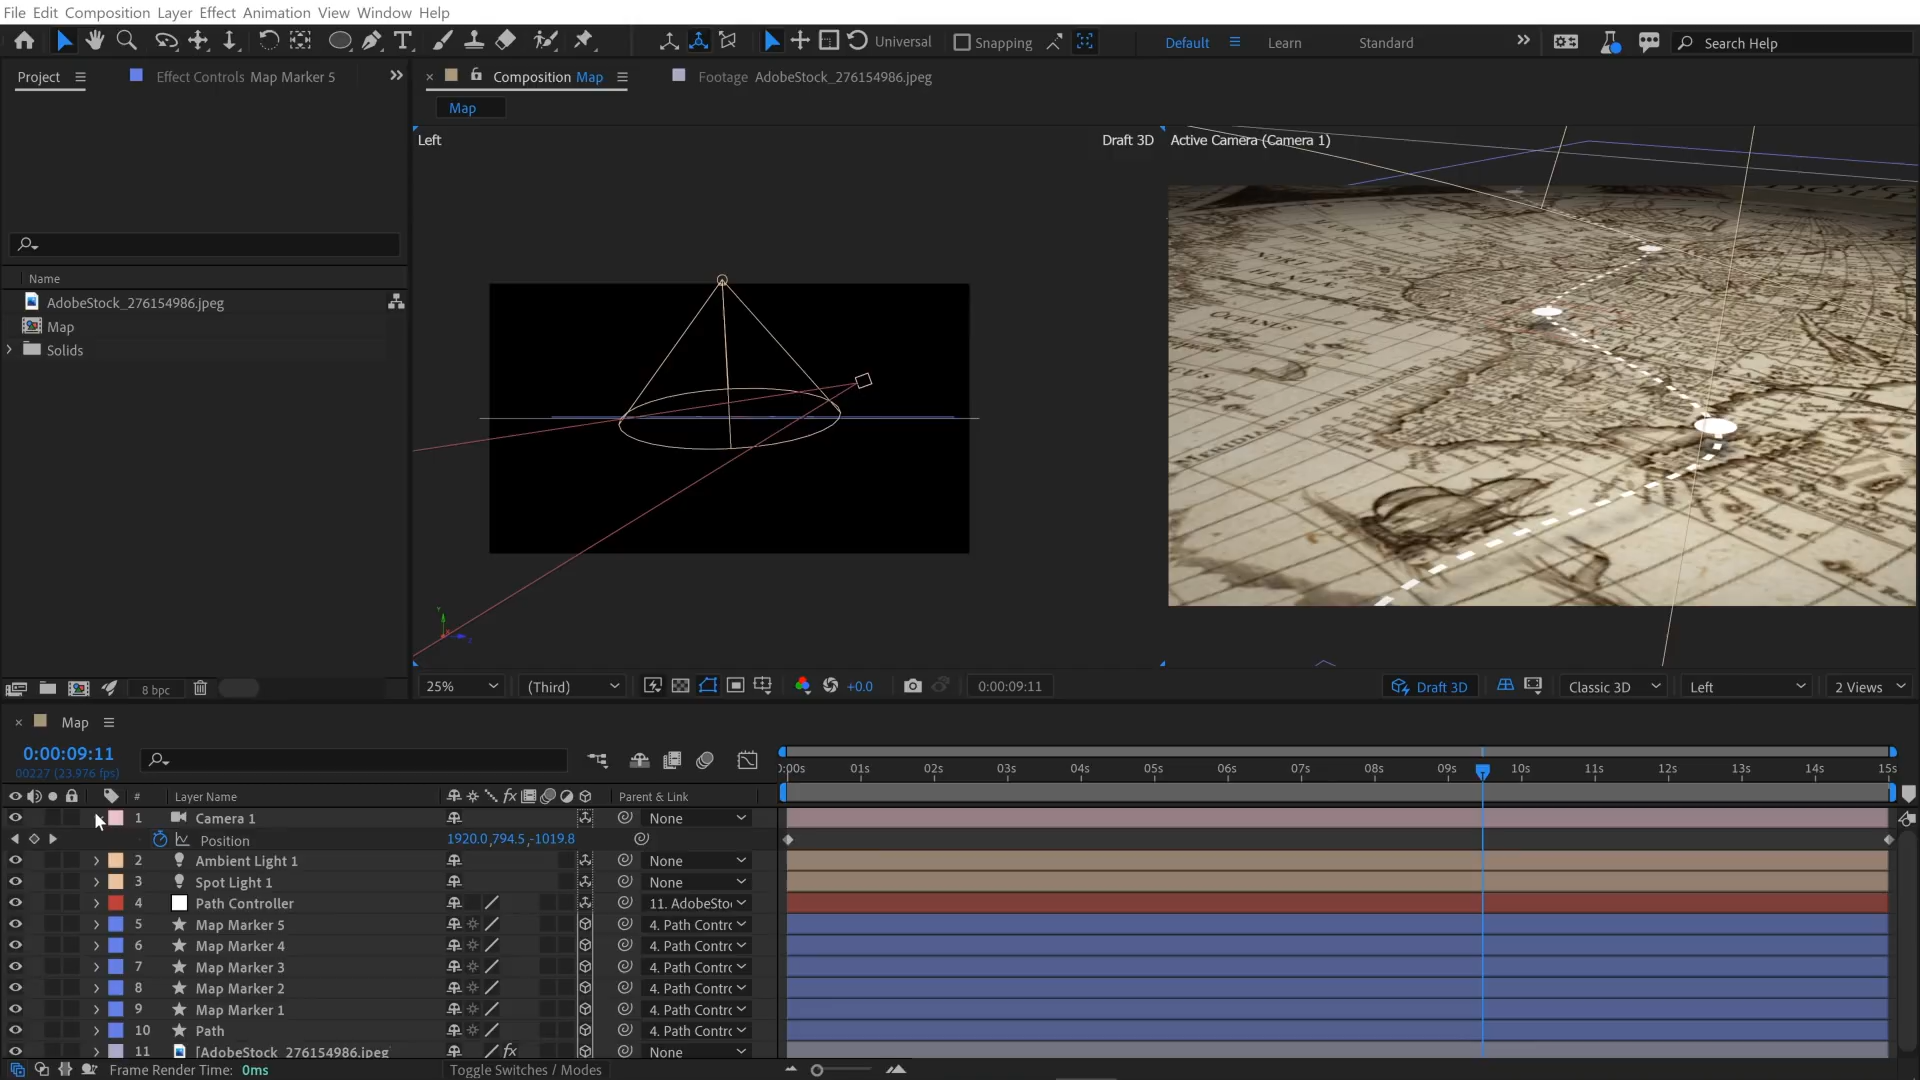 File Edit Composition Layer Effect Animation View Window Help
Universal
Snapping
Default
Learn
Standard
Search Help
Project
Effect Controls Map Marker 5
Composition Map
Footage AdobeStock_276154986.jpeg
Map
Left
Draft 3D
Active Camera (Camera 1)
Name
AdobeStock_276154986.jpeg
Map
Solids
8 bpc
25%
(Third)
+0.0
0:00:09:11
Draft 3D
Classic 3D
Left
2 Views
Map
0:00:09:11
00227 (23.976 fps)
:00s 01s 02s 03s 04s 05s 06s 07s 08s 09s 10s 11s 12s 13s 14s 15s
# Layer Name
Parent & Link
1 Camera 1 None
Position 1920.0,794.5,-1019.8
2 Ambient Light 1 None
3 Spot Light 1 None
4 Path Controller 11. AdobeSto
5 Map Marker 5 4. Path Contr
6 Map Marker 4 4. Path Contr
7 Map Marker 3 4. Path Contr
8 Map Marker 2 4. Path Contr
9 Map Marker 1 4. Path Contr
10 Path 4. Path Contr
11 [AdobeStock_276154986.jpeg] None
Frame Render Time: 0ms
Toggle Switches / Modes